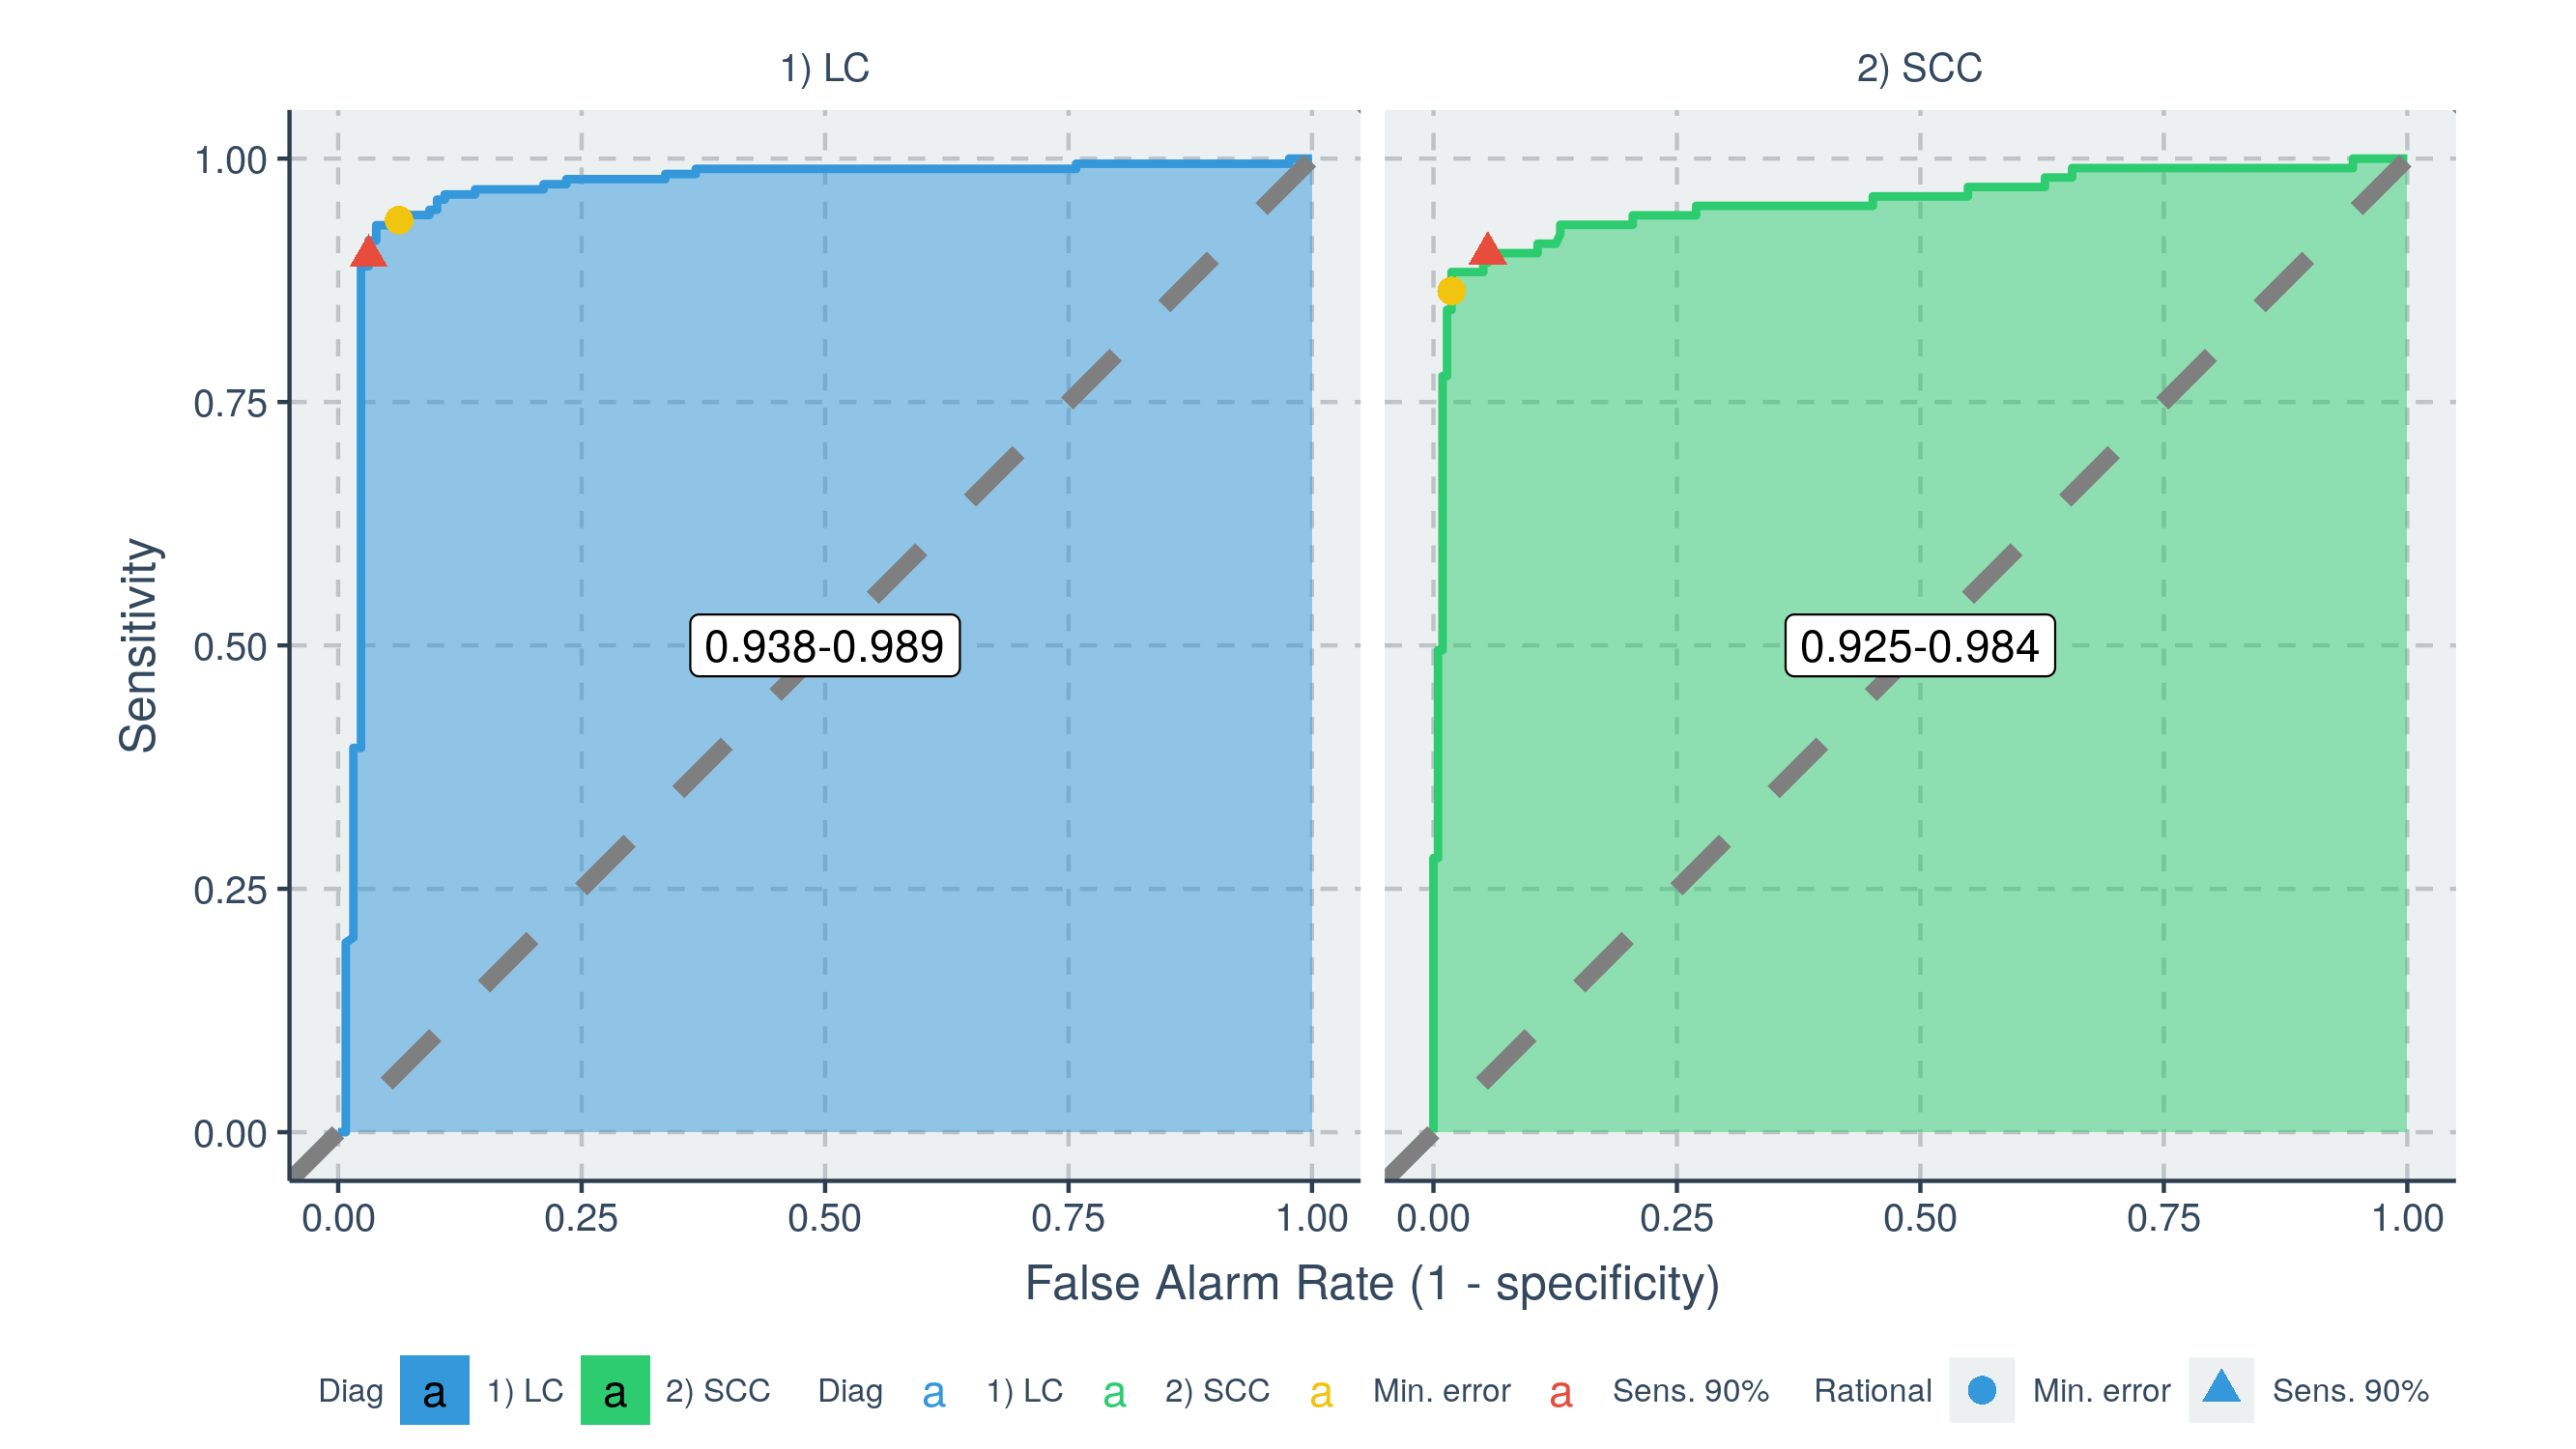 1) LC
2) SCC
Sensitivity
1.00
0.75
0.50
0.25
0.00
0.938-0.989
0.925-0.984
0.00 0.25 0.50 0.75 1.00
0.00 0.25 0.50 0.75 1.00
False Alarm Rate (1 - specificity)
Diag a 1) LC a 2) SCC Diag a 1) LC a 2) SCC a Min. error a Sens. 90% Rational Min. error Sens. 90%